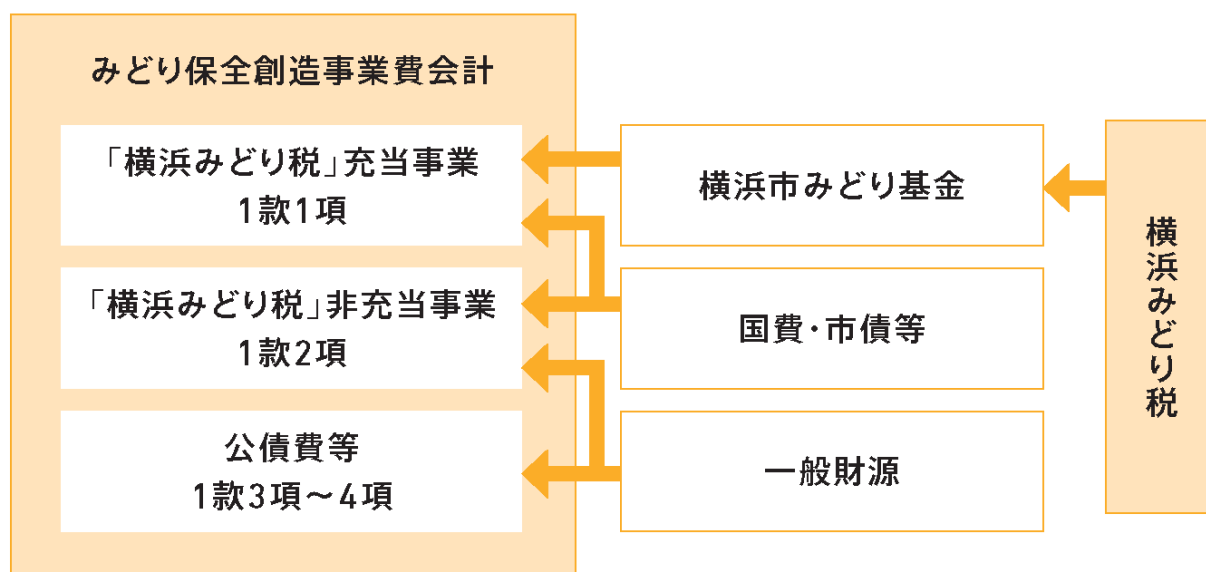 みどり保全創造事業費会計
「横浜みどり税」充当事業
1款1項
「横浜みどり税」非充当事業
1款2項
公債費等
1款3項～4項
横浜市みどり基金
国費・市債等
一般財源
横浜みどり税